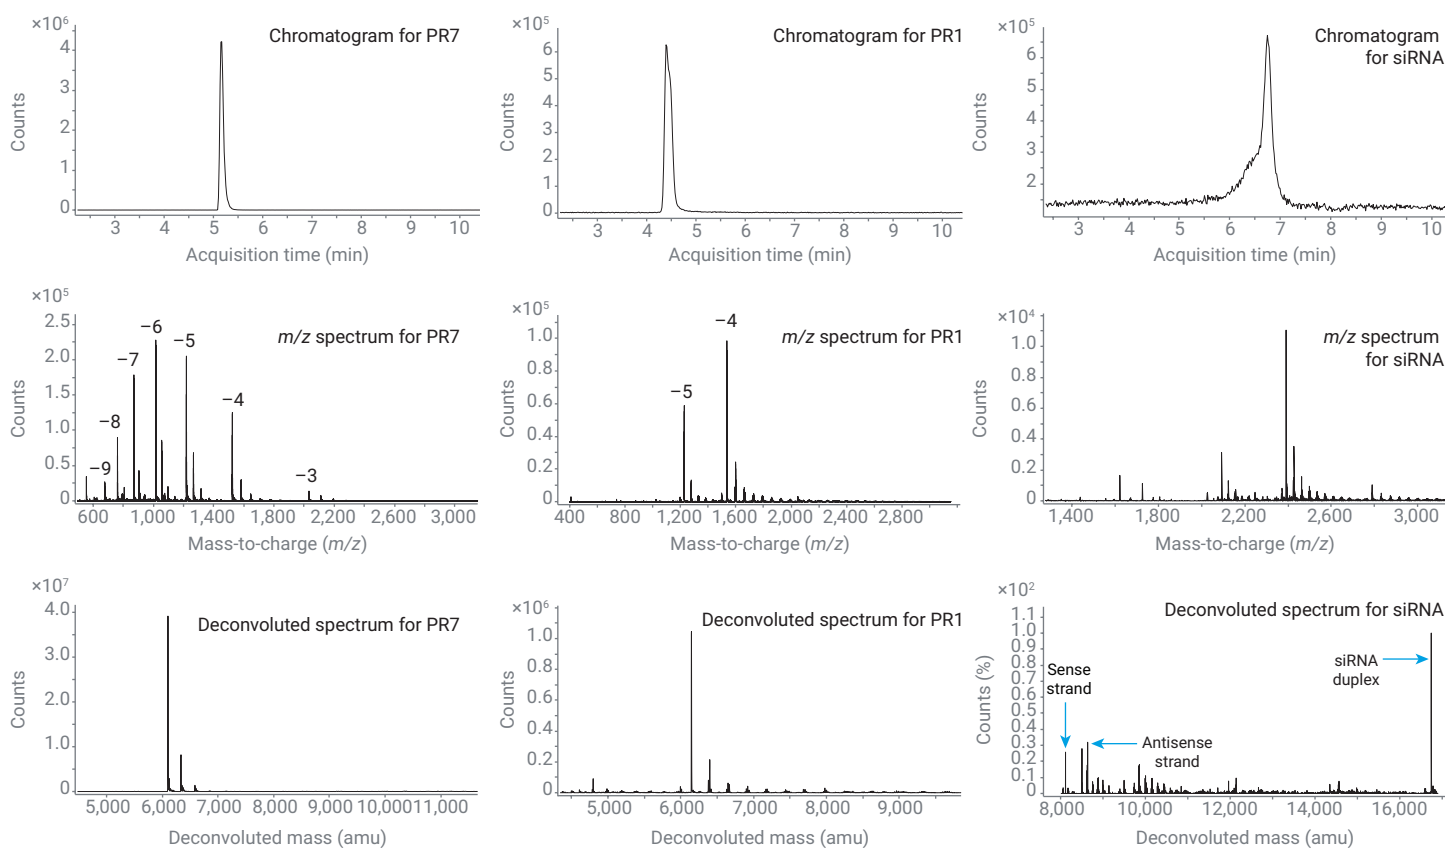 ×10⁶
Chromatogram for PR7
4
3
2
1
0
Counts
3 4 5 6 7 8 9 10
Acquisition time (min)
×10⁵
Chromatogram for PR1
6
5
4
3
2
1
0
Counts
3 4 5 6 7 8 9 10
Acquisition time (min)
×10⁵
Chromatogram
for siRNA
6
5
4
3
2
Counts
3 4 5 6 7 8 9 10
Acquisition time (min)
×10⁵
m/z spectrum for PR7
2.5
2.0
1.5
1.0
0.5
0
Counts
−9
−8
−7
−6
−5
−4
−3
600 1,000 1,400 1,800 2,200 2,600 3,000
Mass-to-charge (m/z)
×10⁵
m/z spectrum for PR1
1.0
0.8
0.6
0.4
0.2
0
Counts
−5
−4
400 800 1,200 1,600 2,000 2,400 2,800
Mass-to-charge (m/z)
×10⁴
m/z spectrum
for siRNA
1.0
0.8
0.6
0.4
0.2
0
Counts
1,400 1,800 2,200 2,600 3,000
Mass-to-charge (m/z)
×10⁷
Deconvoluted spectrum for PR7
4.0
3.0
2.0
1.0
0
Counts
5,000 6,000 7,000 8,000 9,000 10,000 11,000
Deconvoluted mass (amu)
×10⁶
Deconvoluted spectrum for PR1
1.0
0.8
0.6
0.4
0.2
0
Counts
5,000 6,000 7,000 8,000 9,000
Deconvoluted mass (amu)
×10²
Deconvoluted spectrum for siRNA
1.1
1.0
0.9
0.8
0.7
0.6
0.5
0.4
0.3
0.2
0.1
0
Counts (%)
Sense
strand
Antisense
strand
siRNA
duplex
8,000 10,000 12,000 14,000 16,000
Deconvoluted mass (amu)